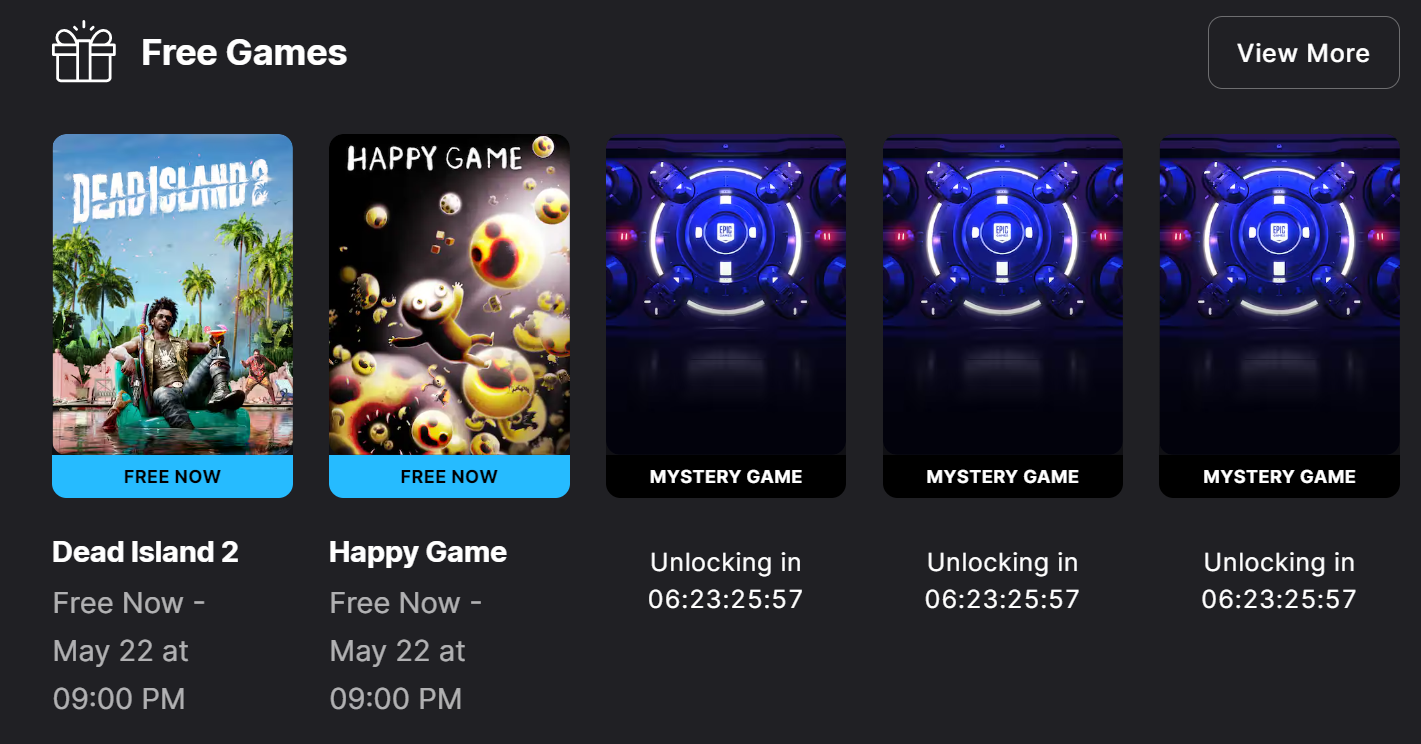 Free Games
View More
DEAD ISLAND 2
FREE NOW
Dead Island 2
Free Now -
May 22 at
09:00 PM
HAPPY GAME
FREE NOW
Happy Game
Free Now -
May 22 at
09:00 PM
EPIC
GAMES
MYSTERY GAME
Unlocking in
06:23:25:57
EPIC
GAMES
MYSTERY GAME
Unlocking in
06:23:25:57
EPIC
GAMES
MYSTERY GAME
Unlocking in
06:23:25:57